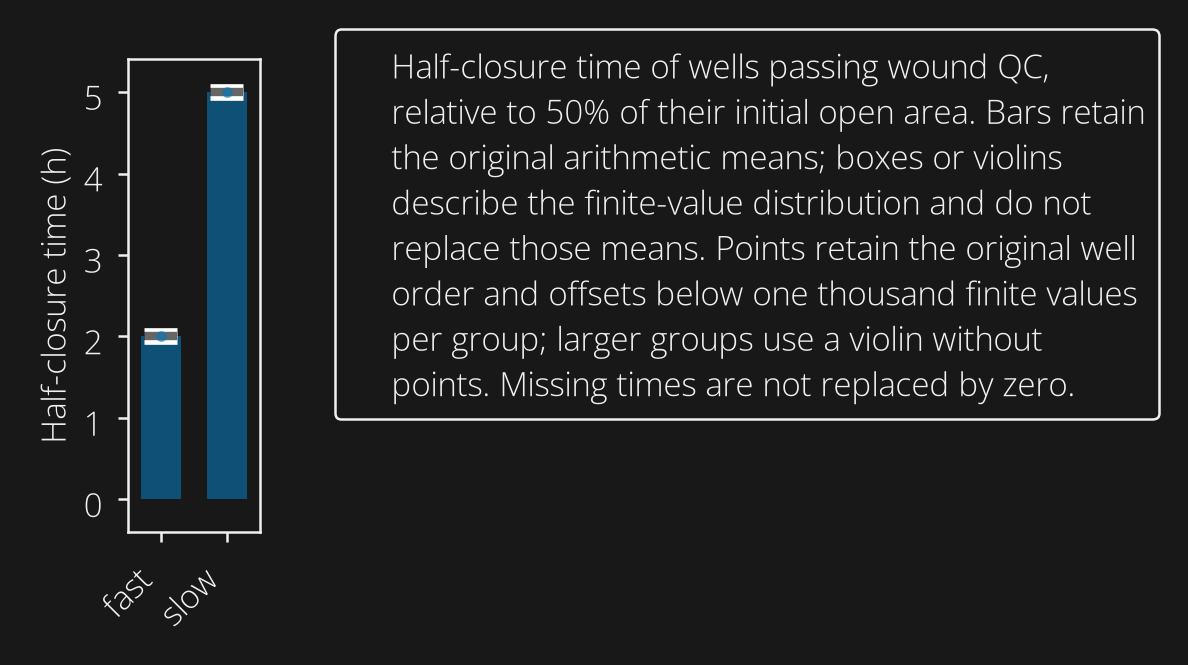 Half-closure time (h)
5
4
3
2
1
0
fast
slow
Half-closure time of wells passing wound QC,
relative to 50% of their initial open area. Bars retain
the original arithmetic means; boxes or violins
describe the finite-value distribution and do not
replace those means. Points retain the original well
order and offsets below one thousand finite values
per group; larger groups use a violin without
points. Missing times are not replaced by zero.